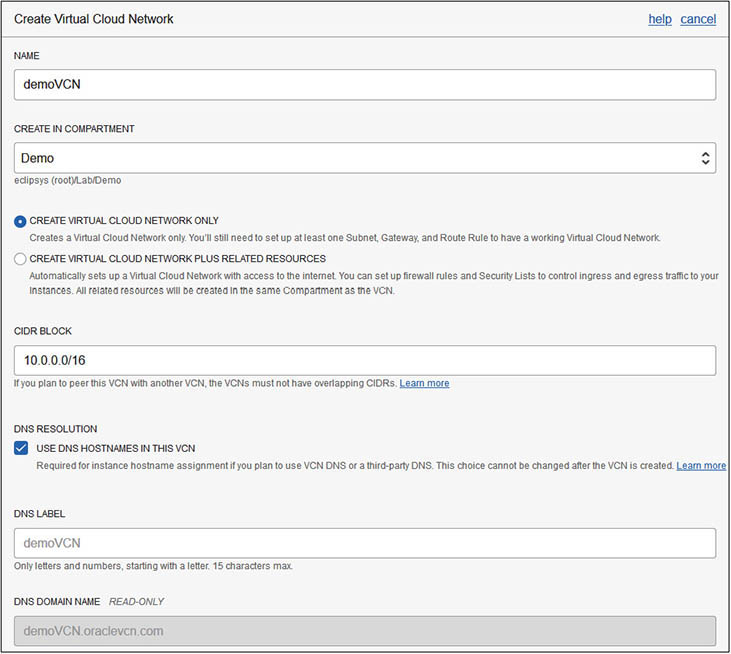 Create Virtual Cloud Network help cancel
NAME
demoVCN
CREATE IN COMPARTMENT
Demo
eclipsys (root)/Lab/Demo
CREATE VIRTUAL CLOUD NETWORK ONLY
Creates a Virtual Cloud Network only. You'll still need to set up at least one Subnet, Gateway, and Route Rule to have a working Virtual Cloud Network.
CREATE VIRTUAL CLOUD NETWORK PLUS RELATED RESOURCES
Automatically sets up a Virtual Cloud Network with access to the internet. You can set up firewall rules and Security Lists to control ingress and egress traffic to your
instances. All related resources will be created in the same Compartment as the VCN.
CIDR BLOCK
10.0.0.0/16
If you plan to peer this VCN with another VCN, the VCNs must not have overlapping CIDRs. Learn more
DNS RESOLUTION
USE DNS HOSTNAMES IN THIS VCN
Required for instance hostname assignment if you plan to use VCN DNS or a third-party DNS. This choice cannot be changed after the VCN is created. Learn more
DNS LABEL
demoVCN
Only letters and numbers, starting with a letter. 15 characters max.
DNS DOMAIN NAME READ-ONLY
demoVCN.oraclevcn.com